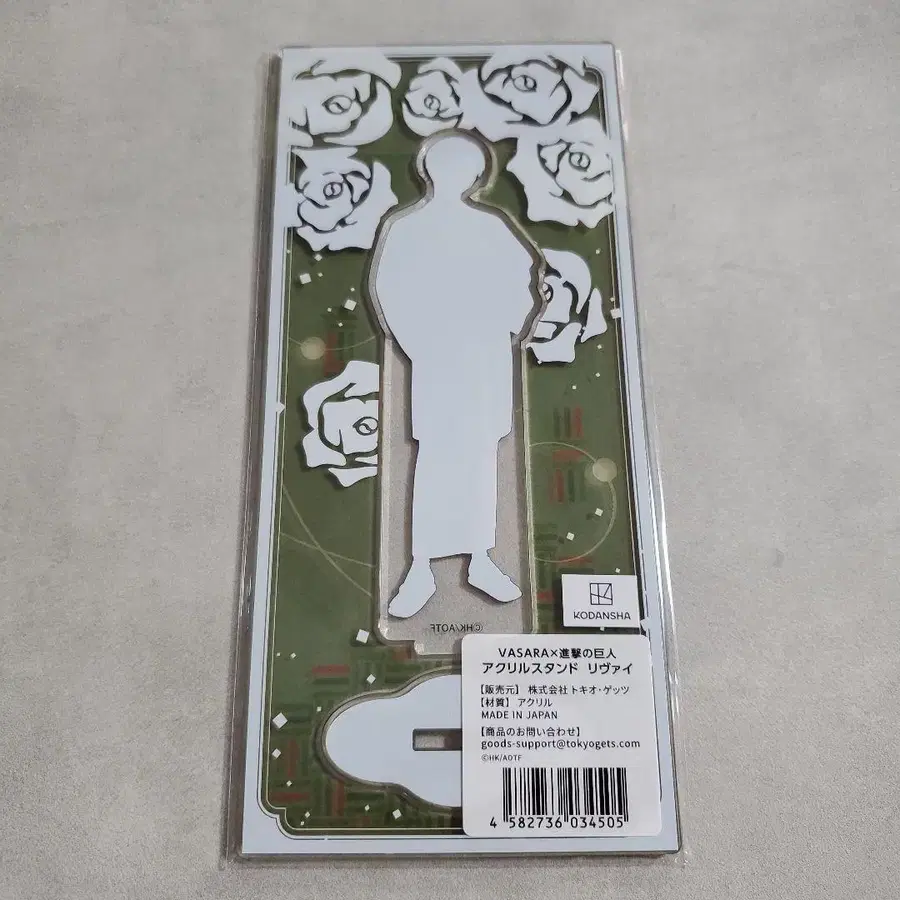 KODANSHA
©HK/AOTF
VASARA×進撃の巨人
アクリルスタンド リヴァイ
【販売元】 株式会社トキオ・ゲッツ
【材質】 アクリル
MADE IN JAPAN
【商品のお問い合わせ】
goods-support@tokyogets.com
©HK/AOTF
4 582736 034505